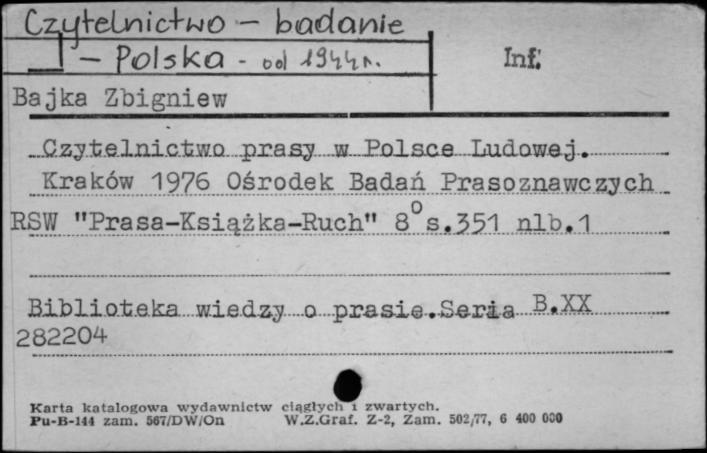 Czytelnictwo - badanie
- Polska - od 1944 r.
Inf.
Bajka Zbigniew
Czytelnictwo prasy w Polsce Ludowej.
Kraków 1976 Ośrodek Badań Prasoznawczych
RSW "Prasa-Książka-Ruch" 8° s.351 nlb.1
Biblioteka wiedzy o prasie.Seria B.XX
282204
Karta katalogowa wydawnictw ciągłych i zwartych.
Pu-B-144 zam. 567/DW/On W.Z.Graf. Z-2, Zam. 502/77, 6 400 000